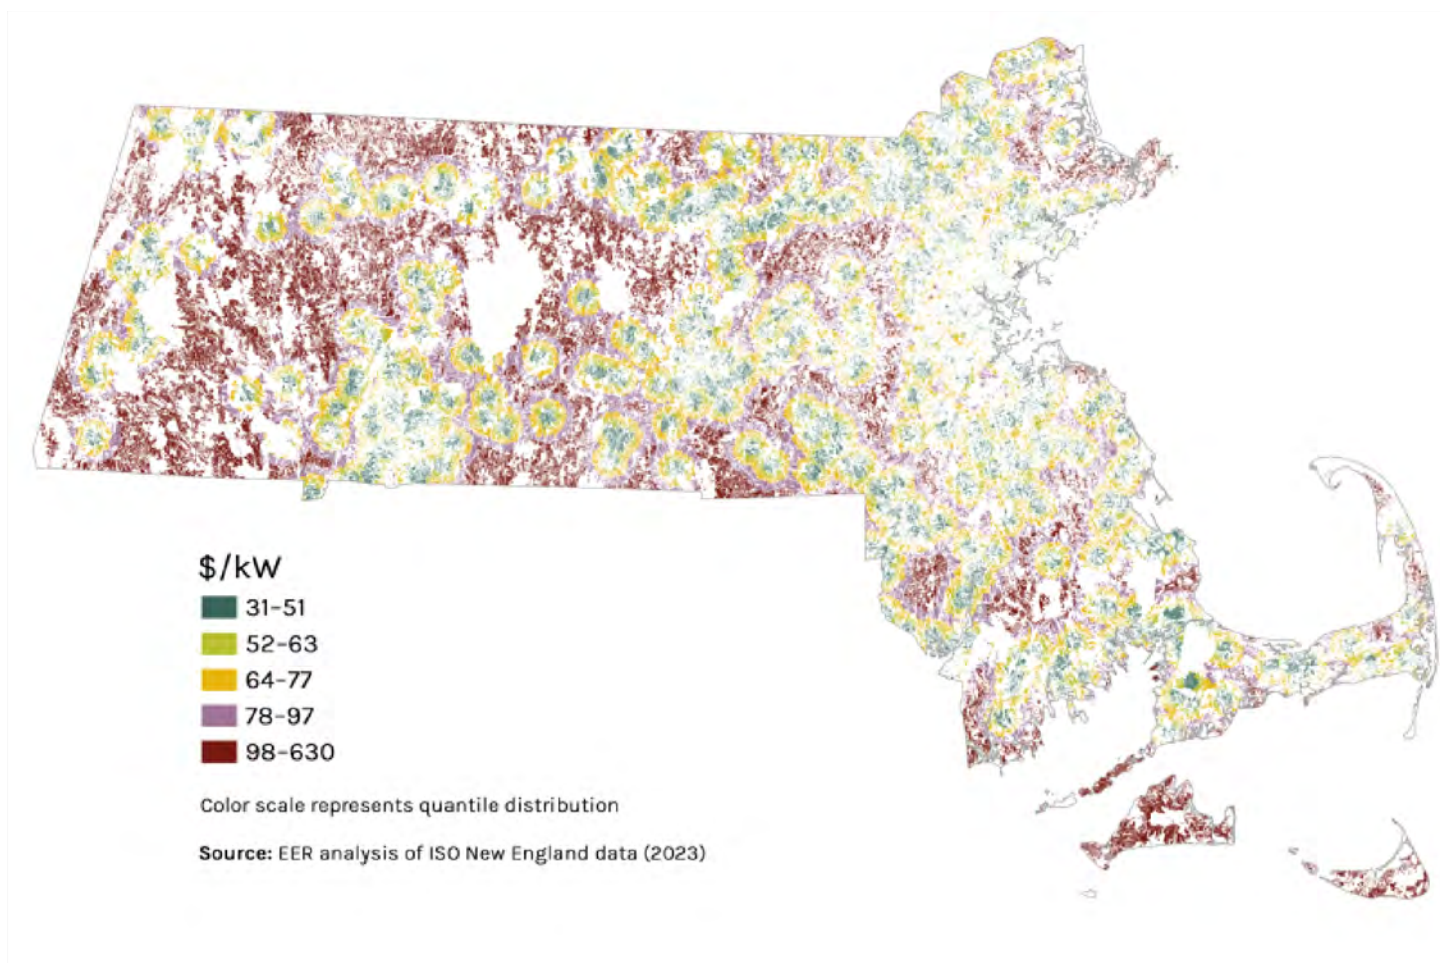 $/kW
31–51
52–63
64–77
78–97
98–630
Color scale represents quantile distribution
Source: EER analysis of ISO New England data (2023)